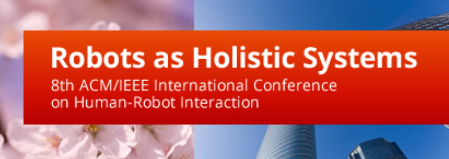 Robots as Holistic Systems
8th ACM/IEEE International Conference
on Human-Robot Interaction